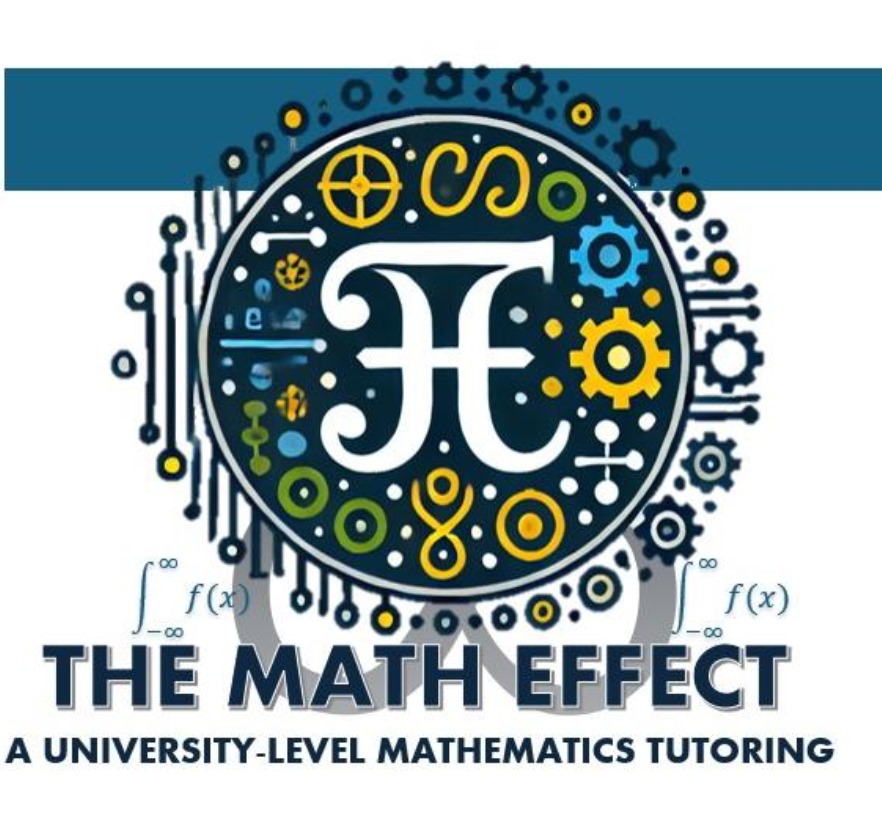 ∫_{-∞}^{∞} f(x) ∫_{-∞}^{∞} f(x)
THE MATH EFFECT
A UNIVERSITY-LEVEL MATHEMATICS TUTORING